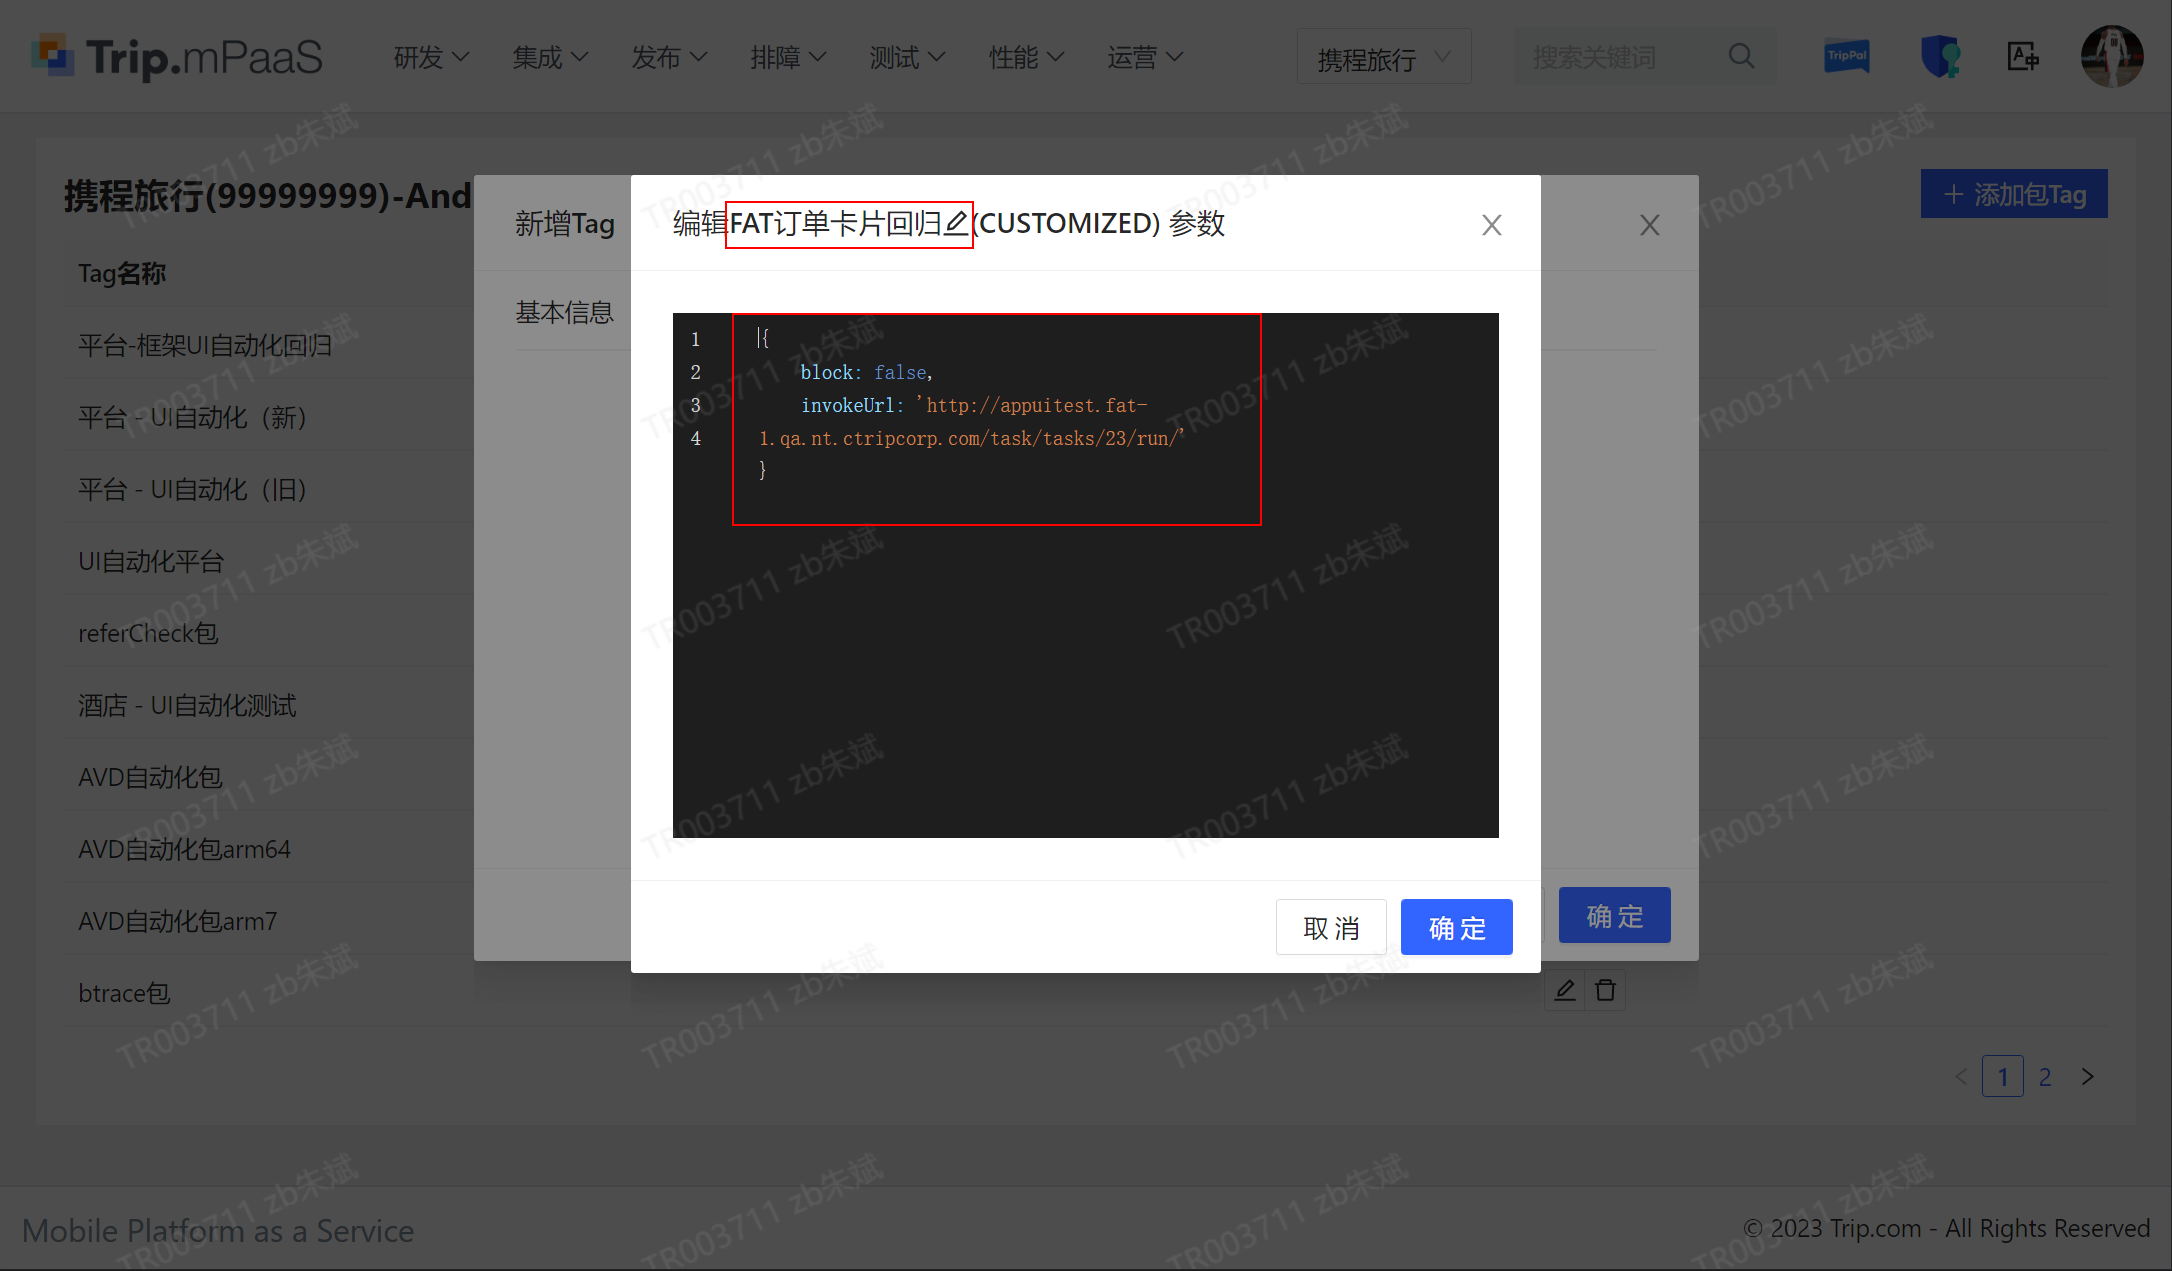 Trip.mPaaS 研发 集成 发布 排障 测试 性能 运营 携程旅行 搜索关键词 TripPal
携程旅行(99999999)-And
添加包Tag
新增Tag
编辑FAT订单卡片回归(CUSTOMIZED) 参数
Tag名称
基本信息
平台-框架UI自动化回归
平台 - UI自动化（新）
平台 - UI自动化（旧）
UI自动化平台
referCheck包
酒店 - UI自动化测试
AVD自动化包
AVD自动化包arm64
AVD自动化包arm7
btrace包
1 {
2 block: false,
3 invokeUrl: 'http://appuitest.fat-
4 1.qa.nt.ctripcorp.com/task/tasks/23/run/'
}
取 消 确 定
确 定
1 2
Mobile Platform as a Service
© 2023 Trip.com - All Rights Reserved
TR003711 zb朱斌